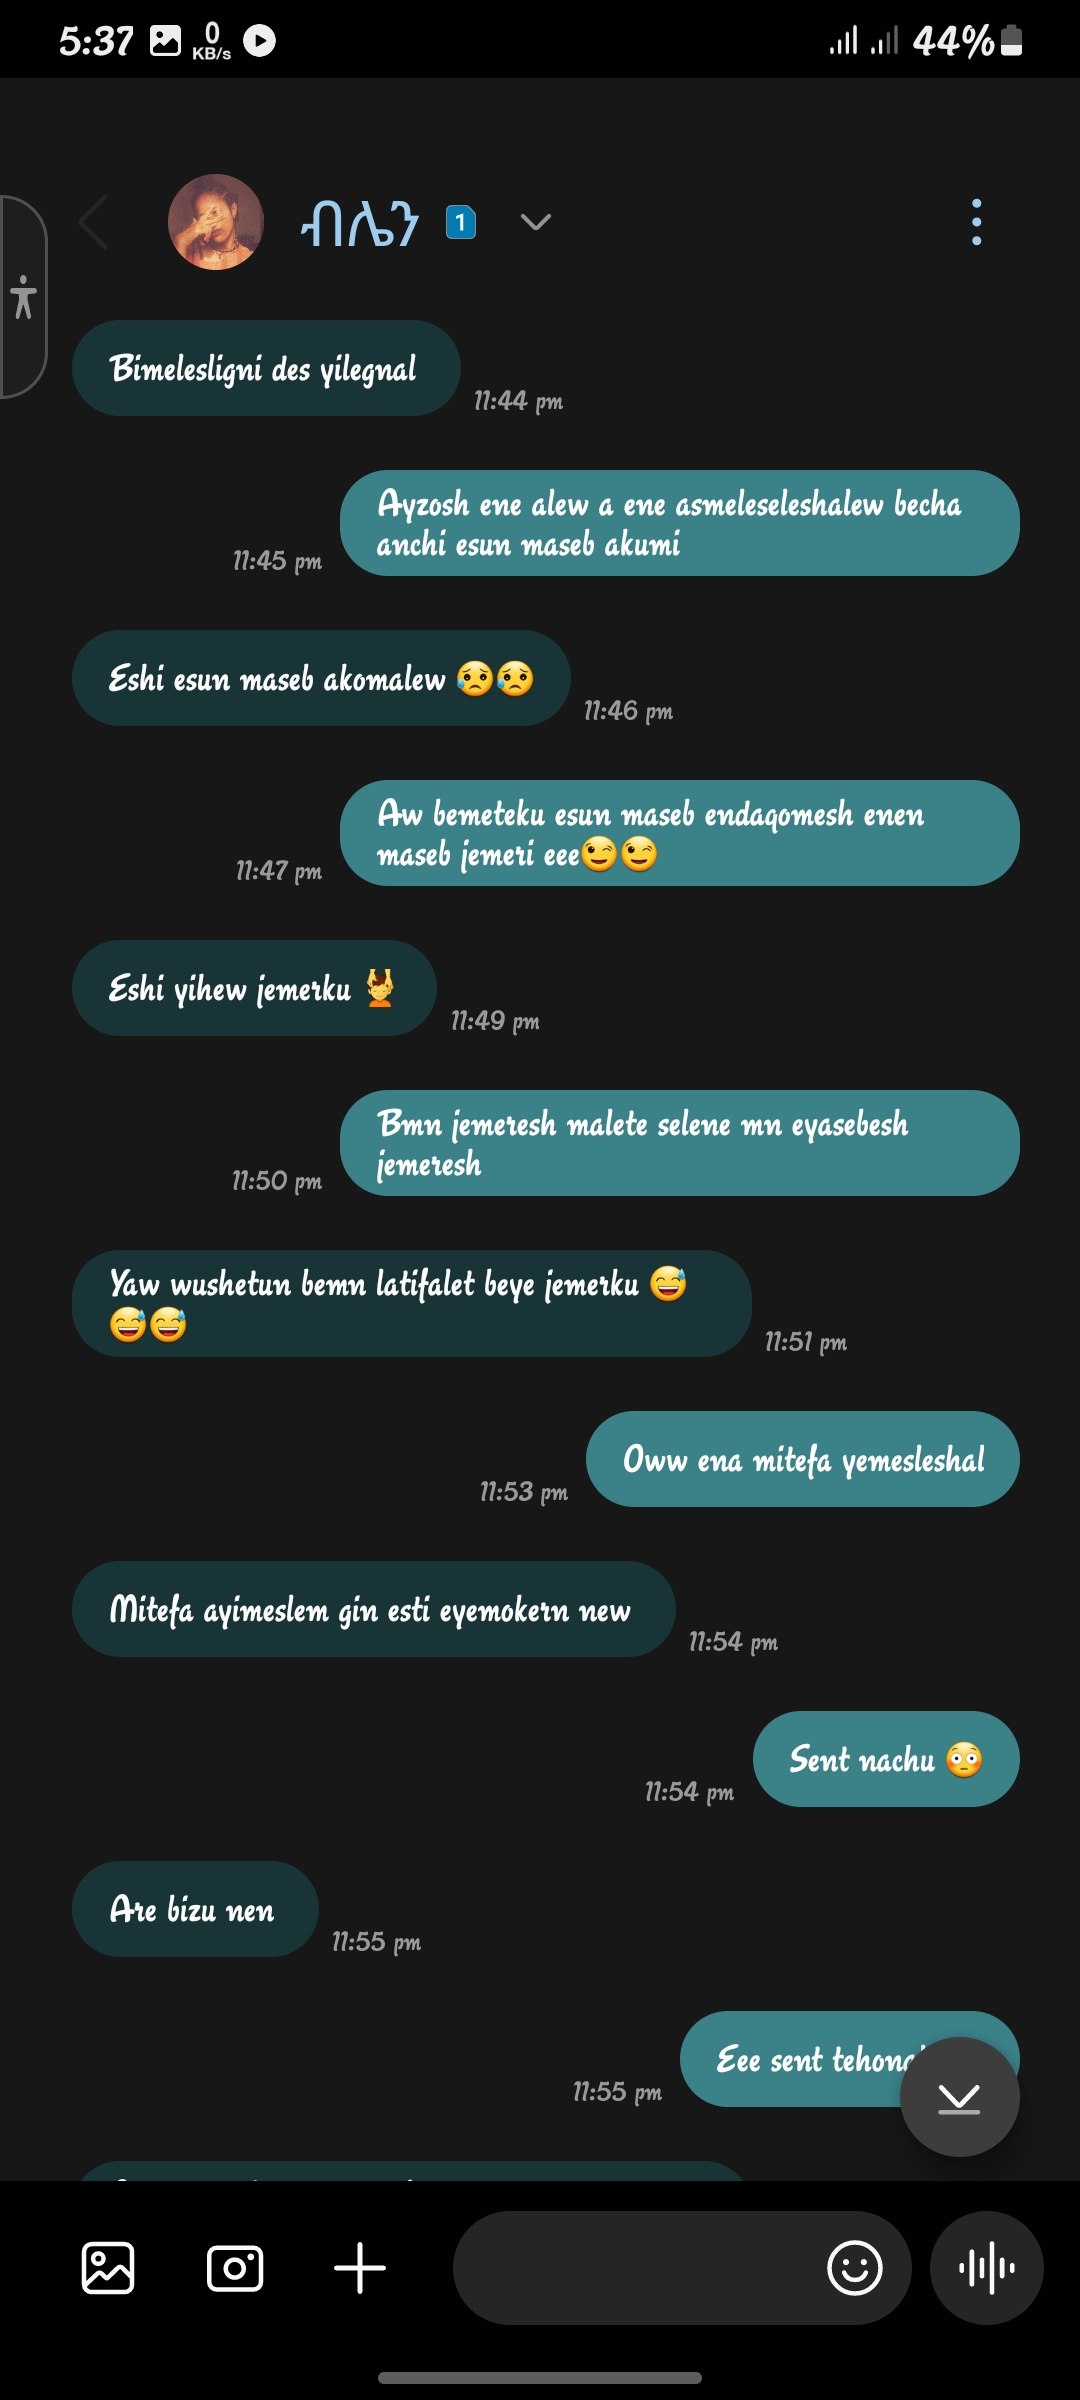 5:37 0 KB/s 44%
ብሌን 1
Bimelesligni des yilegnal
11:44 pm
Ayzosh ene alew a ene asmeleseleshalew becha
anchi esun maseb akumi
11:45 pm
Eshi esun maseb akomalew 😥😥
11:46 pm
Aw bemeteku esun maseb endaqomesh enen
maseb jemeri eee😉😉
11:47 pm
Eshi yihew jemerku 💆
11:49 pm
Bmn jemeresh malete selene mn eyasebesh
jemeresh
11:50 pm
Yaw wushetun bemn latifalet beye jemerku 😅
😅😅
11:51 pm
Oww ena mitefa yemesleshal
11:53 pm
Mitefa ayimeslem gin esti eyemokern new
11:54 pm
Sent nachu 😳
11:54 pm
Are bizu nen
11:55 pm
Eee sent
11:55 pm